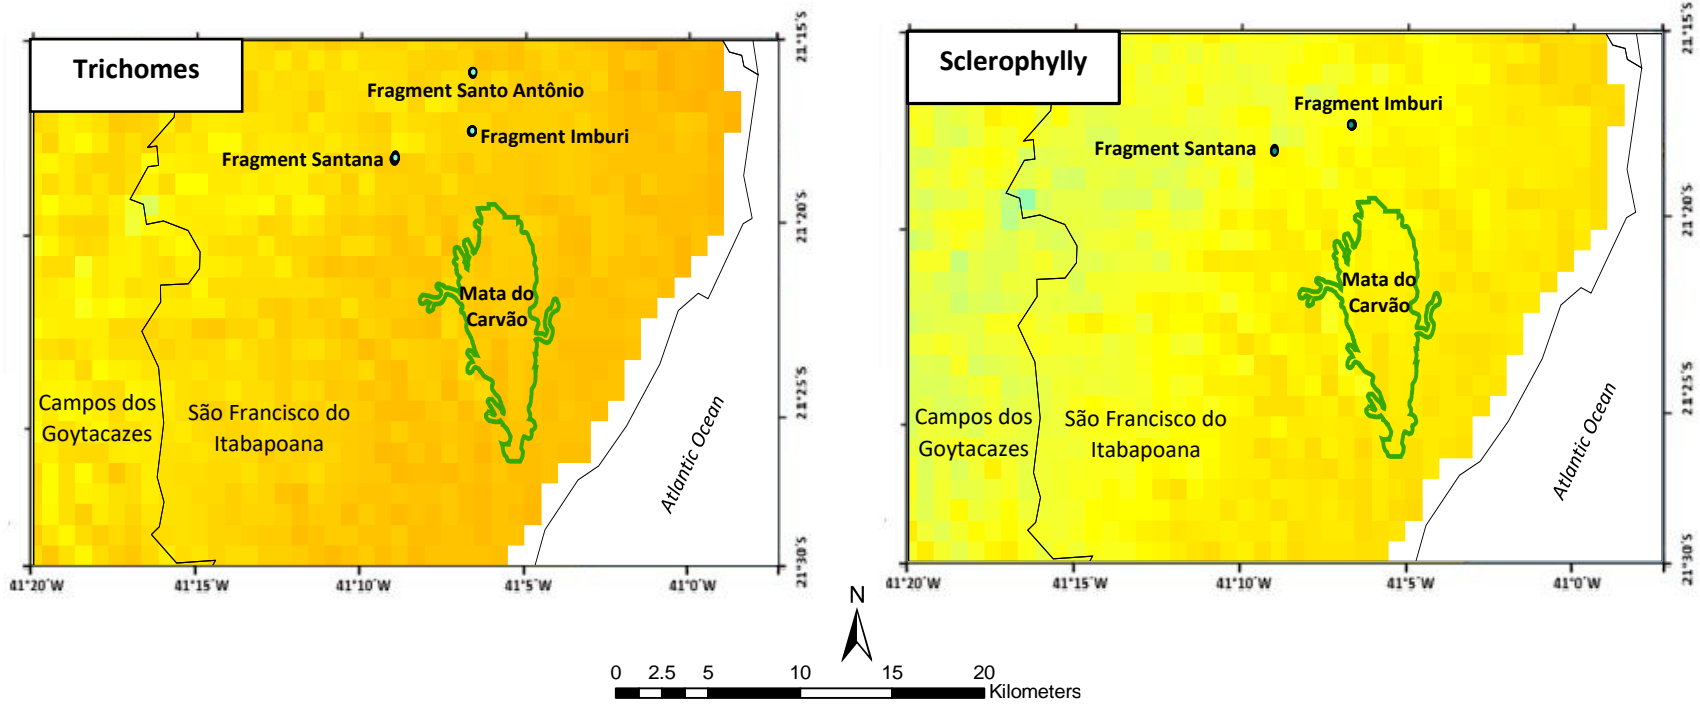 Trichomes
Fragment Santo Antônio
Fragment Imburi
Fragment Santana
Mata do
Carvão
Campos dos
Goytacazes
São Francisco do
Itabapoana
Atlantic Ocean
21°15'S
21°20'S
21°25'S
21°30'S
41°20'W
41°15'W
41°10'W
41°5'W
41°0'W
Sclerophylly
Fragment Imburi
Fragment Santana
Mata do
Carvão
Campos dos
Goytacazes
São Francisco do
Itabapoana
Atlantic Ocean
21°15'S
21°20'S
21°25'S
21°30'S
41°20'W
41°15'W
41°10'W
41°5'W
41°0'W
N
0 2.5 5 10 15 20
Kilometers